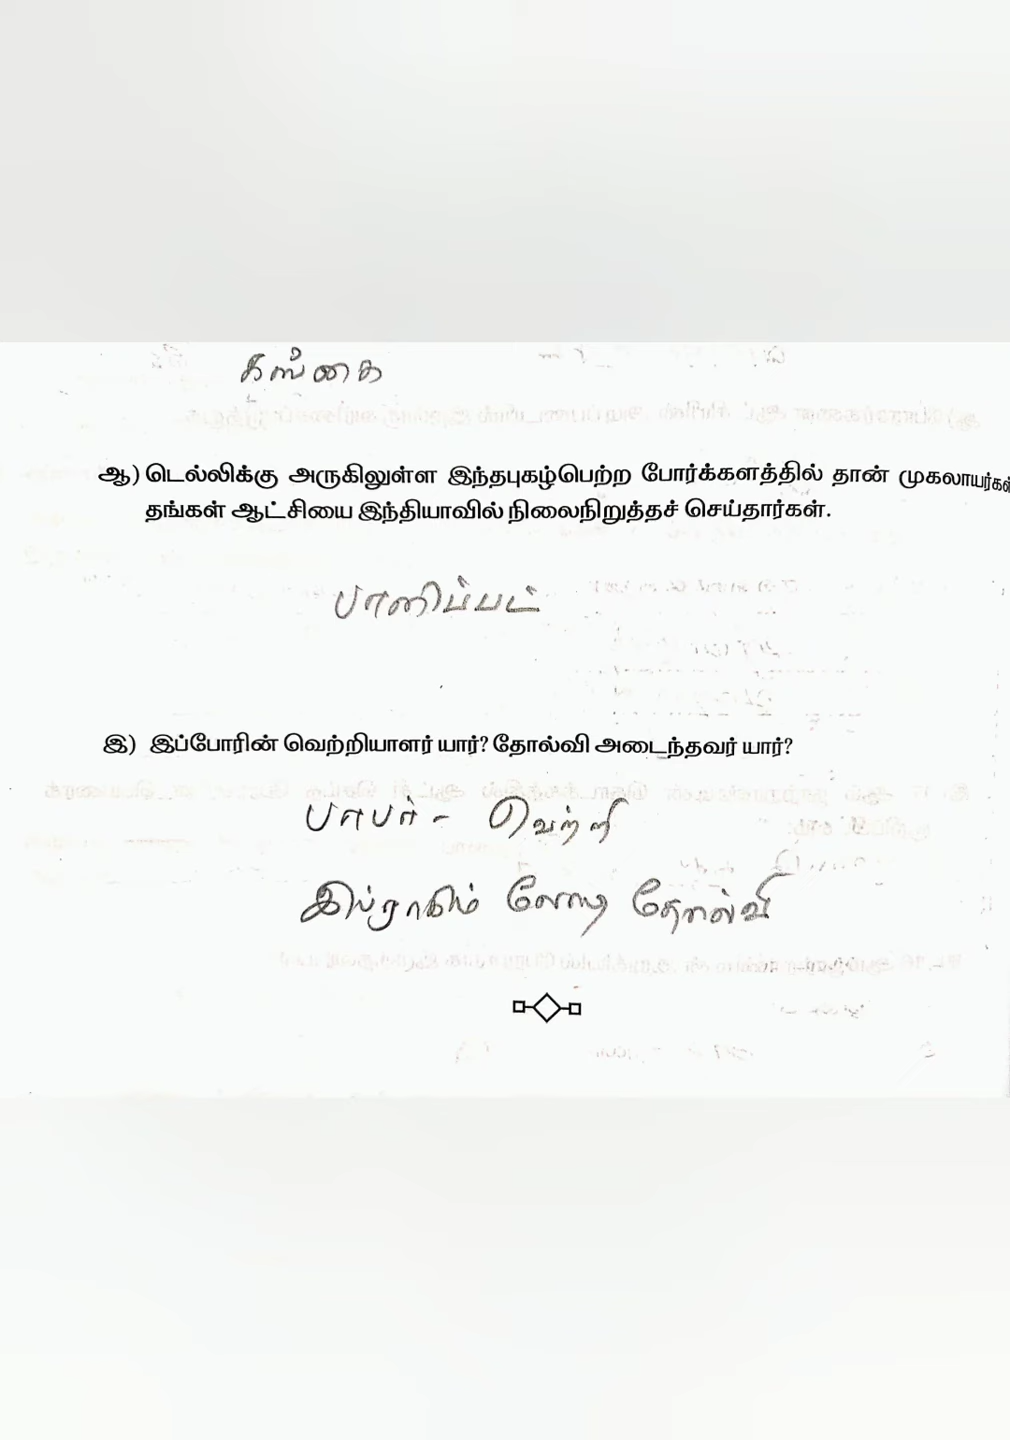 கங்கை
ஆ) டெல்லிக்கு அருகிலுள்ள இந்தபுகழ்பெற்ற போர்க்களத்தில் தான் முகலாயர்கள்
தங்கள் ஆட்சியை இந்தியாவில் நிலைநிறுத்தச் செய்தார்கள்.
பானிப்பட்
இ) இப்போரின் வெற்றியாளர் யார்? தோல்வி அடைந்தவர் யார்?
பாபர் - வெற்றி
இப்ராகிம் லோடி தோல்வி